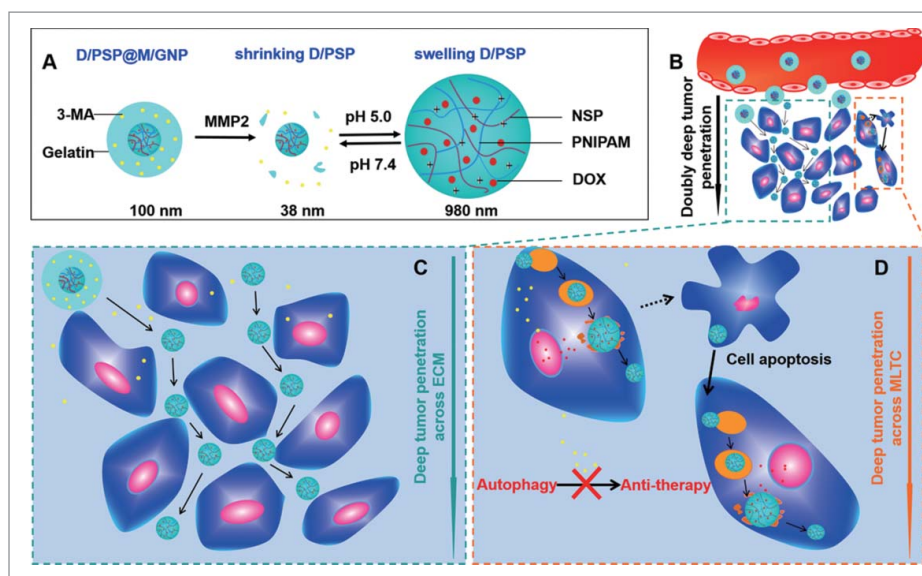 D/PSP@M/GNP shrinking D/PSP swelling D/PSP
A
3-MA
Gelatin
MMP2
pH 5.0
pH 7.4
NSP
PNIPAM
DOX
100 nm 38 nm 980 nm
B
Doubly deep tumor
penetration
C
Deep tumor penetration
across ECM
D
Cell apoptosis
Autophagy Anti-therapy
Deep tumor penetration
across MLTC